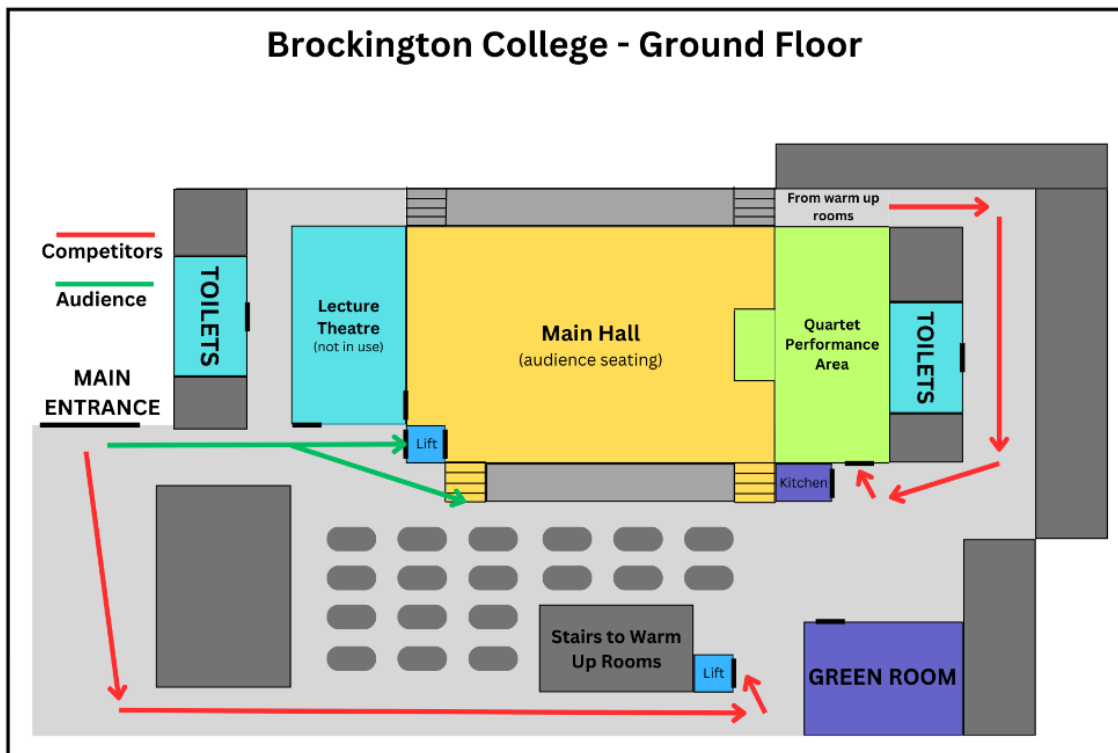 Brockington College - Ground Floor
From warm up
rooms
Competitors
Audience
TOILETS
Lecture
Theatre
(not in use)
Main Hall
(audience seating)
Quartet
Performance
Area
TOILETS
MAIN
ENTRANCE
Lift
Kitchen
Stairs to Warm
Up Rooms
Lift
GREEN ROOM